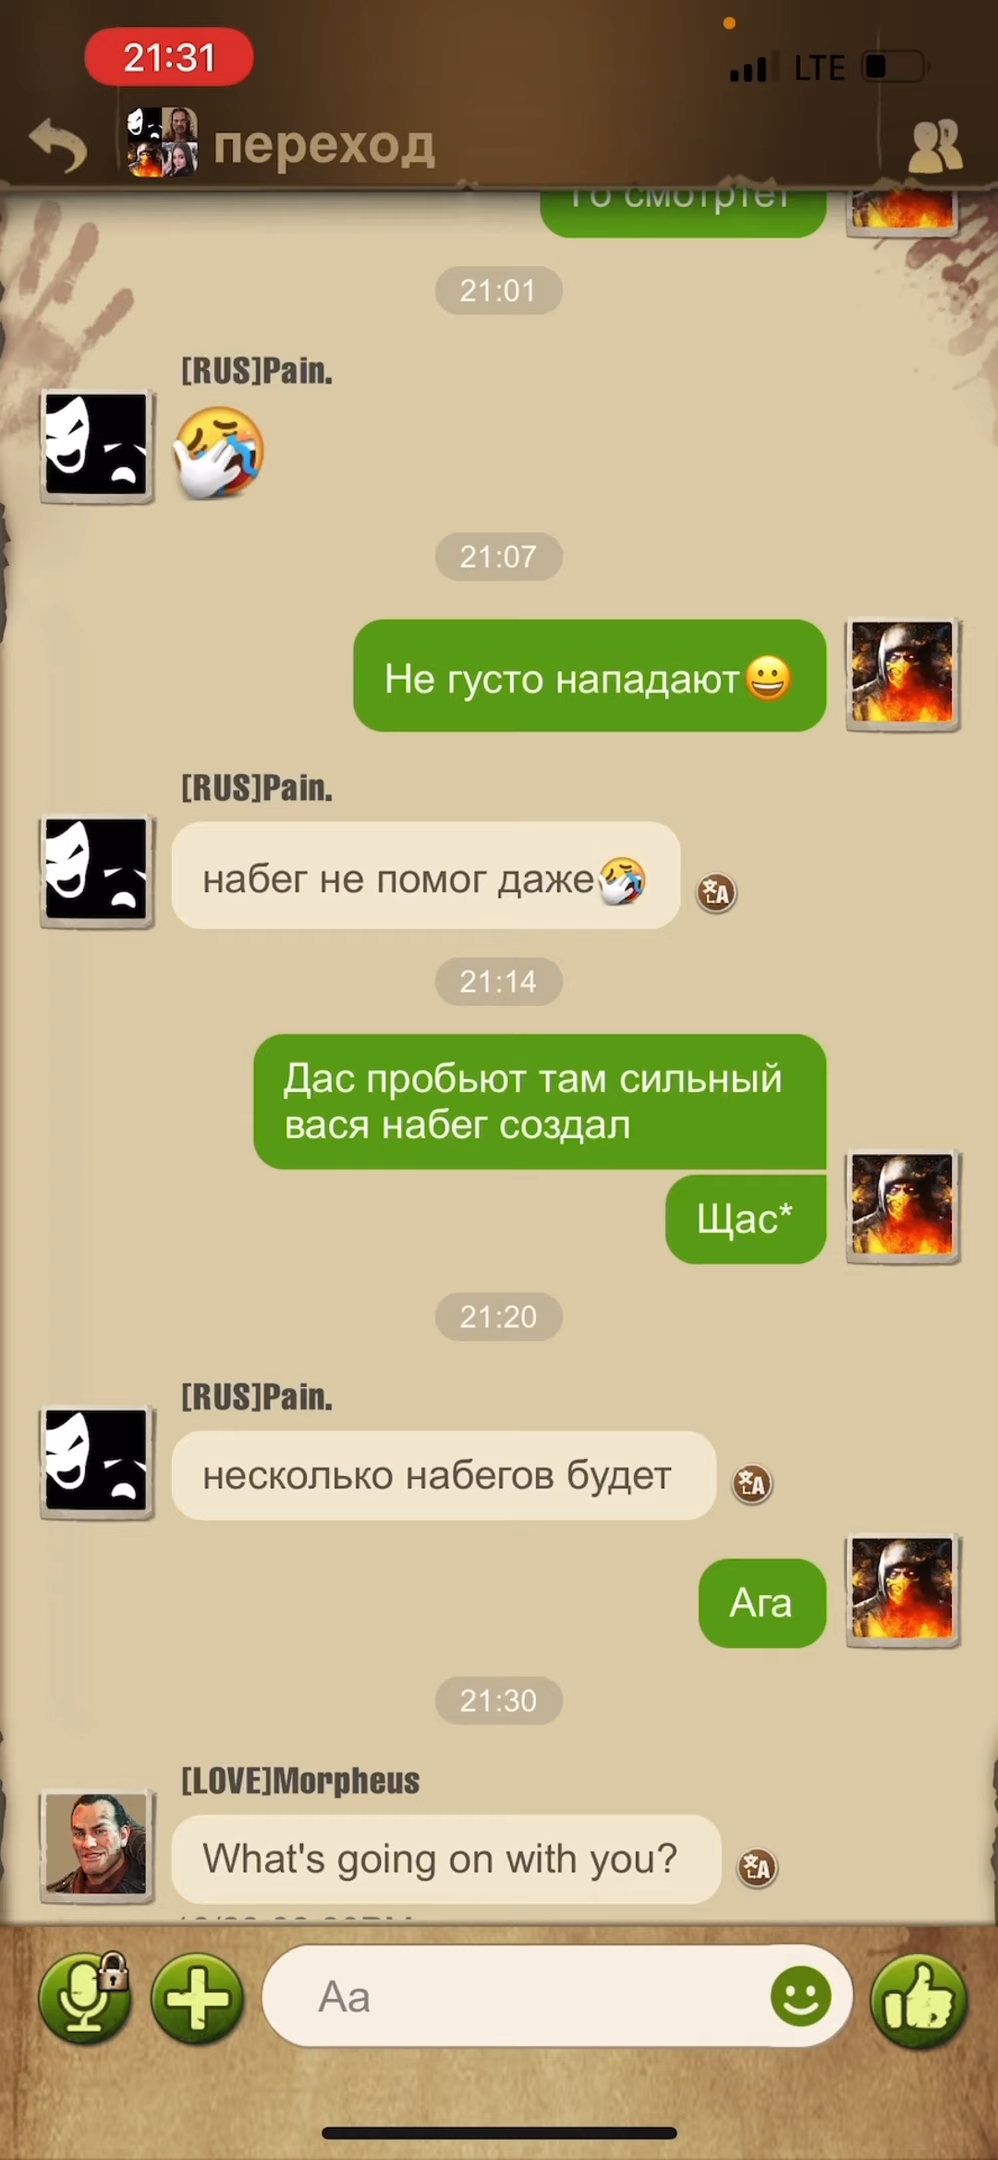 21:31
LTE
переход
21:01
[RUS]Pain.
21:07
Не густо нападают😀
[RUS]Pain.
набег не помог даже
21:14
Дас пробьют там сильный
вася набег создал
Щас*
21:20
[RUS]Pain.
несколько набегов будет
Ага
21:30
[LOVE]Morpheus
What's going on with you?
Aa